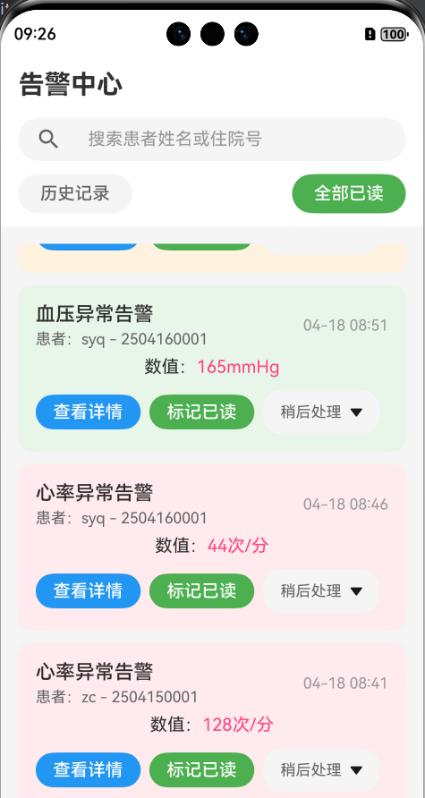 09:26
100
告警中心
搜索患者姓名或住院号
历史记录
全部已读
血压异常告警
04-18 08:51
患者：syq - 2504160001
数值：165mmHg
查看详情 标记已读 稍后处理
心率异常告警
04-18 08:46
患者：syq - 2504160001
数值：44次/分
查看详情 标记已读 稍后处理
心率异常告警
04-18 08:41
患者：zc - 2504150001
数值：128次/分
查看详情 标记已读 稍后处理